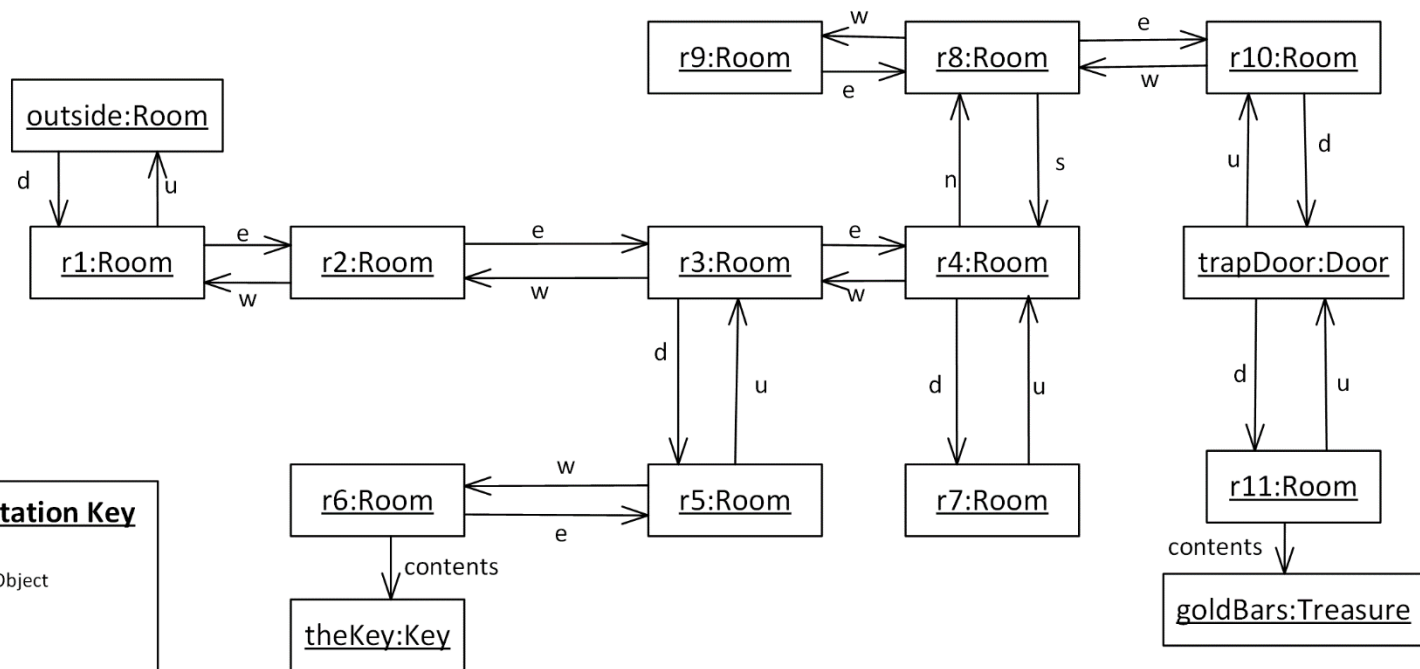 w
r9:Room
e
r8:Room
e
w
r10:Room
outside:Room
d
u
n
s
u
d
r1:Room
e
w
r2:Room
e
w
r3:Room
e
w
r4:Room
trapDoor:Door
d
u
d
u
d
u
r6:Room
w
e
r5:Room
r7:Room
r11:Room
contents
theKey:Key
contents
goldBars:Treasure
tation Key
Object